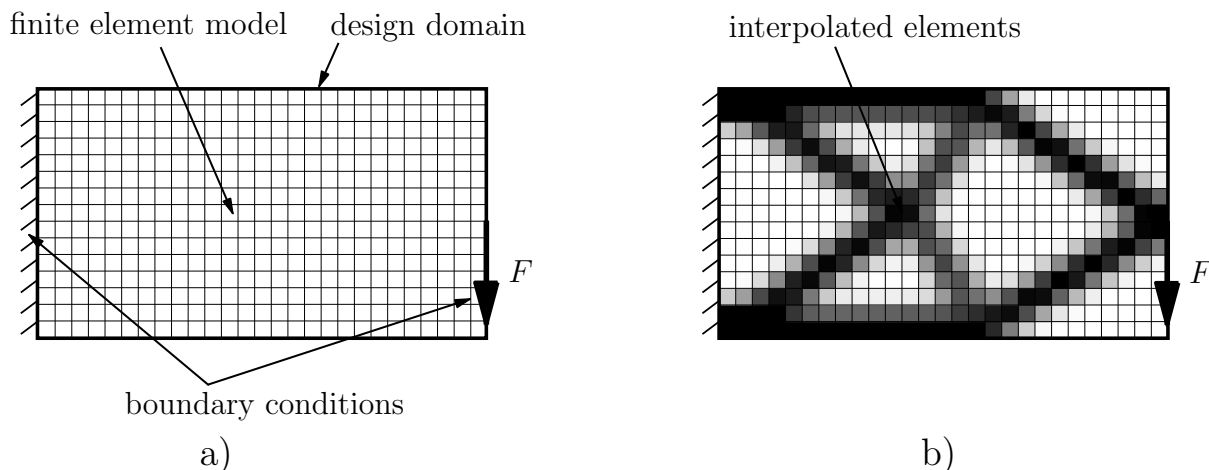 finite element model
design domain
F
boundary conditions
a)
interpolated elements
F
b)